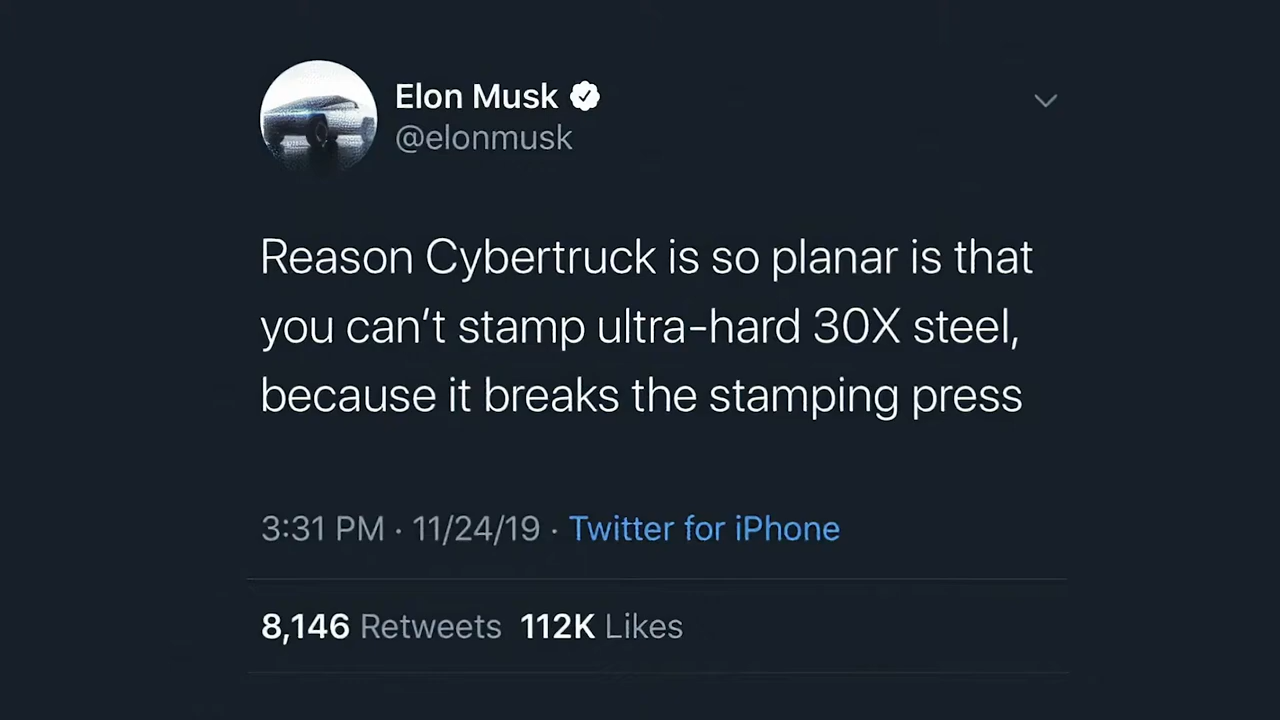 Elon Musk
@elonmusk
Reason Cybertruck is so planar is that
you can't stamp ultra-hard 30X steel,
because it breaks the stamping press
3:31 PM · 11/24/19 · Twitter for iPhone
8,146 Retweets 112K Likes